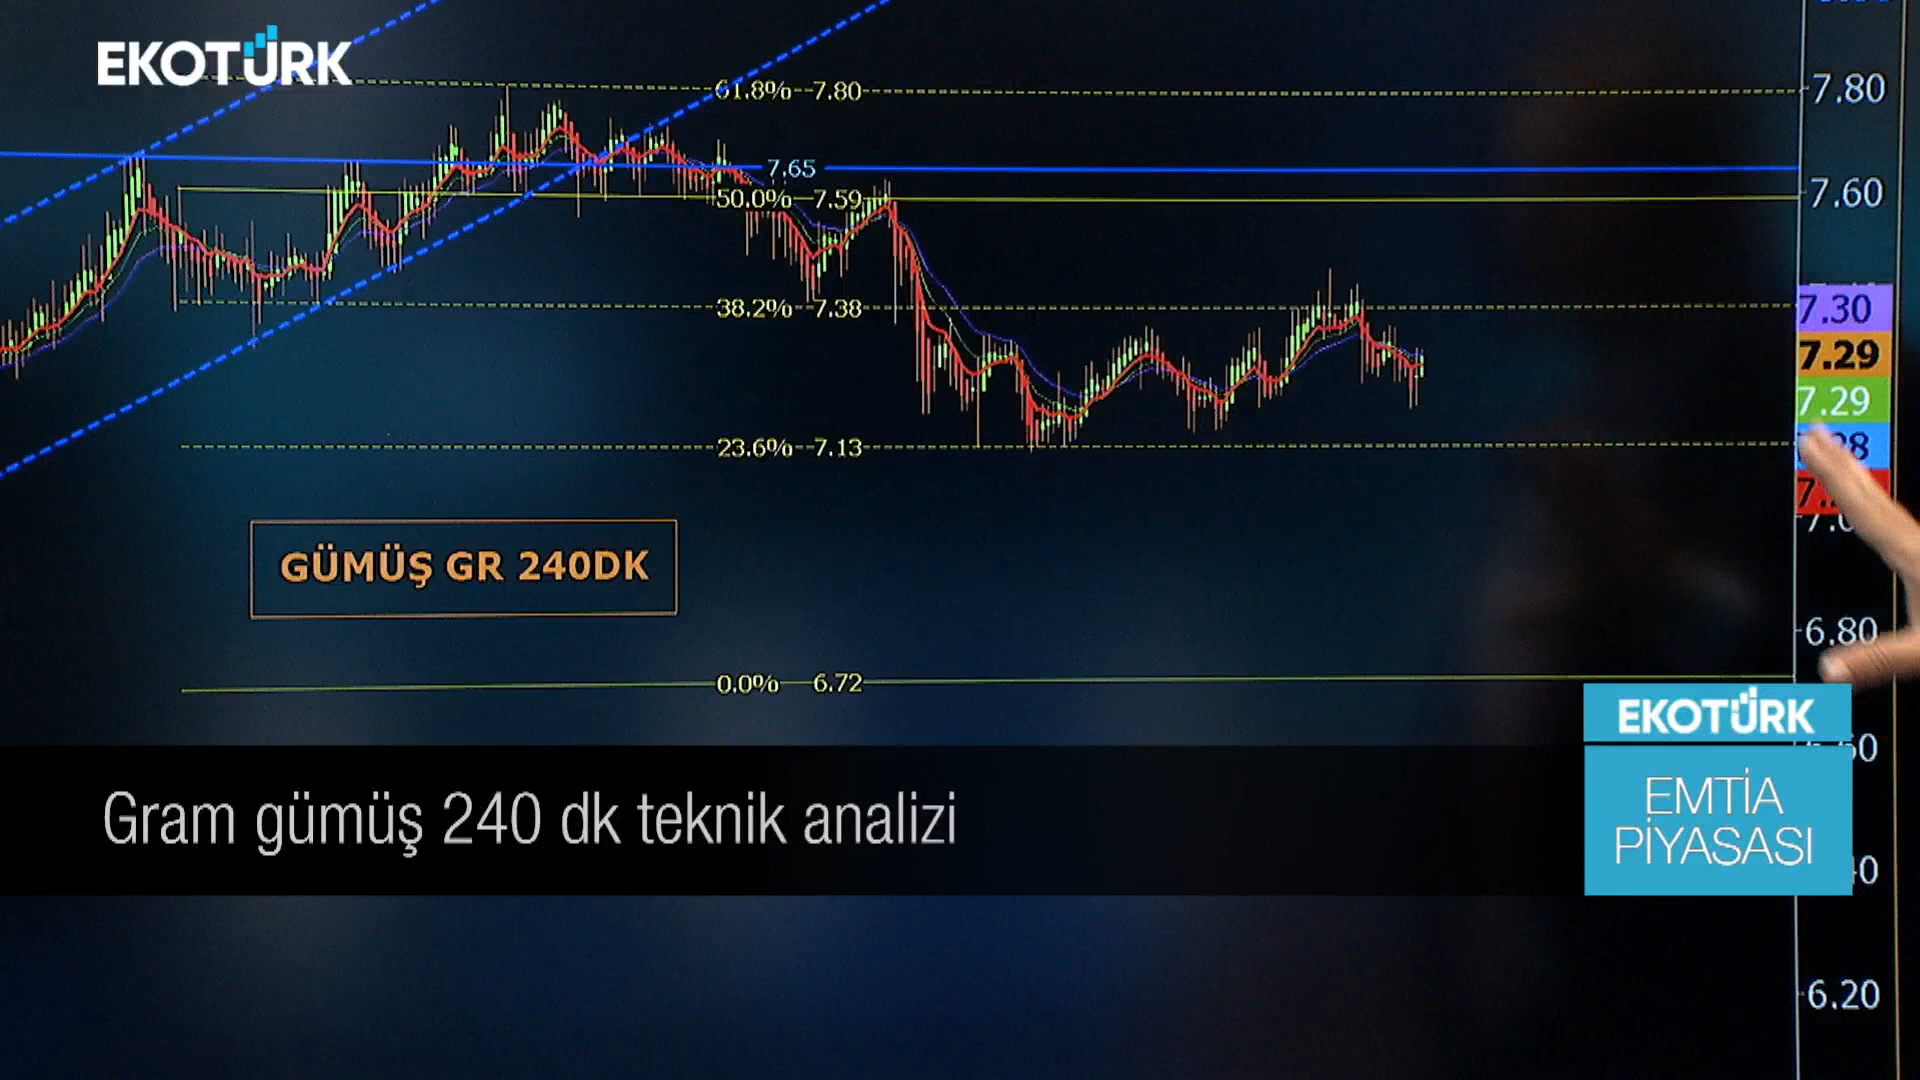 EKOTÜRK
61.8% 7.80
7.80
7.65
50.0% 7.59
7.60
38.2% 7.38
7.30
7.29
7.29
23.6% 7.13
GÜMÜŞ GR 240DK
6.80
0.0% 6.72
EKOTÜRK
Gram gümüş 240 dk teknik analizi
EMTİA
PİYASASI
6.20